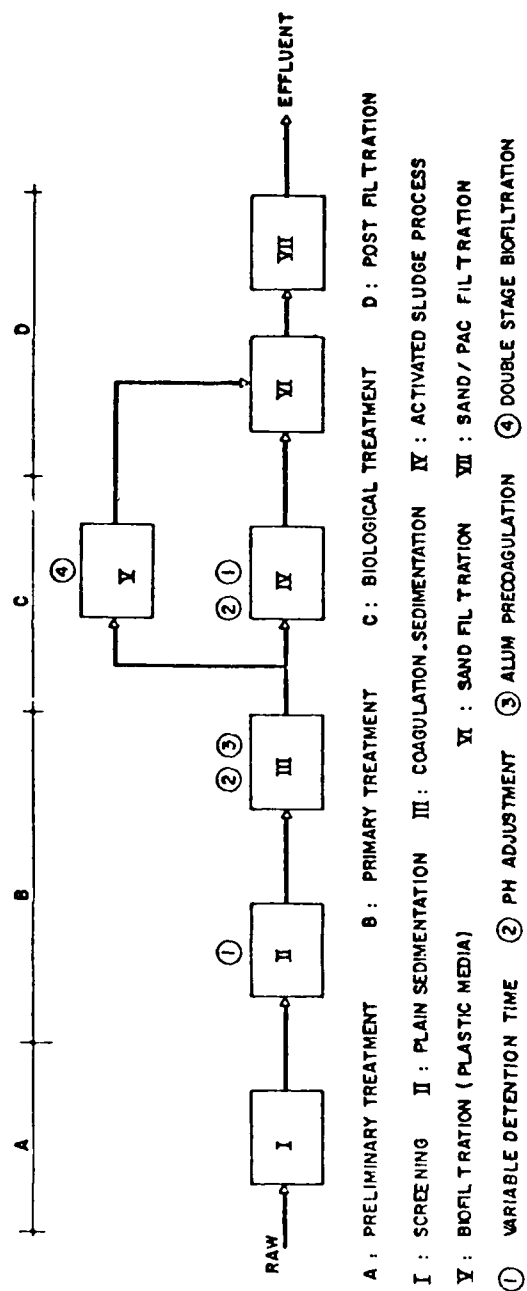 A B C D
④
V
① ② ③ ② ①
RAW I II III IV VI VII EFFLUENT
A : PRELIMINARY TREATMENT B : PRIMARY TREATMENT C : BIOLOGICAL TREATMENT D : POST FILTRATION
I : SCREENING II : PLAIN SEDIMENTATION III : COAGULATION, SEDIMENTATION IV : ACTIVATED SLUDGE PROCESS
V : BIOFILTRATION ( PLASTIC MEDIA) VI : SAND FILTRATION VII : SAND / PAC FILTRATION
① VARIABLE DETENTION TIME ② PH ADJUSTMENT ③ ALUM PRECOAGULATION ④ DOUBLE STAGE BIOFILTRATION